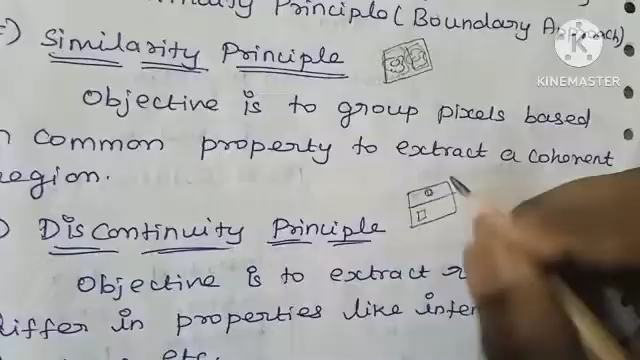 Principle (Boundary Approach)
Similarity Principle
KINEMASTER
Objective is to group pixels based
common property to extract a coherent
region.
Discontinuity Principle
Objective is to extract
differ in properties like
etc.